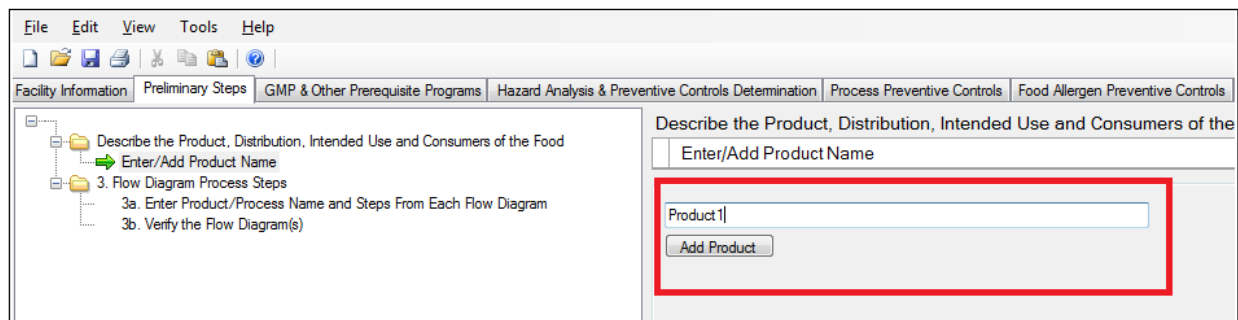 File Edit View Tools Help
Facility Information Preliminary Steps GMP & Other Prerequisite Programs Hazard Analysis & Preventive Controls Determination Process Preventive Controls Food Allergen Preventive Controls
Describe the Product, Distribution, Intended Use and Consumers of the Food
Enter/Add Product Name
3. Flow Diagram Process Steps
3a. Enter Product/Process Name and Steps From Each Flow Diagram
3b. Verify the Flow Diagram(s)
Describe the Product, Distribution, Intended Use and Consumers of the
Enter/Add Product Name
Product1
Add Product